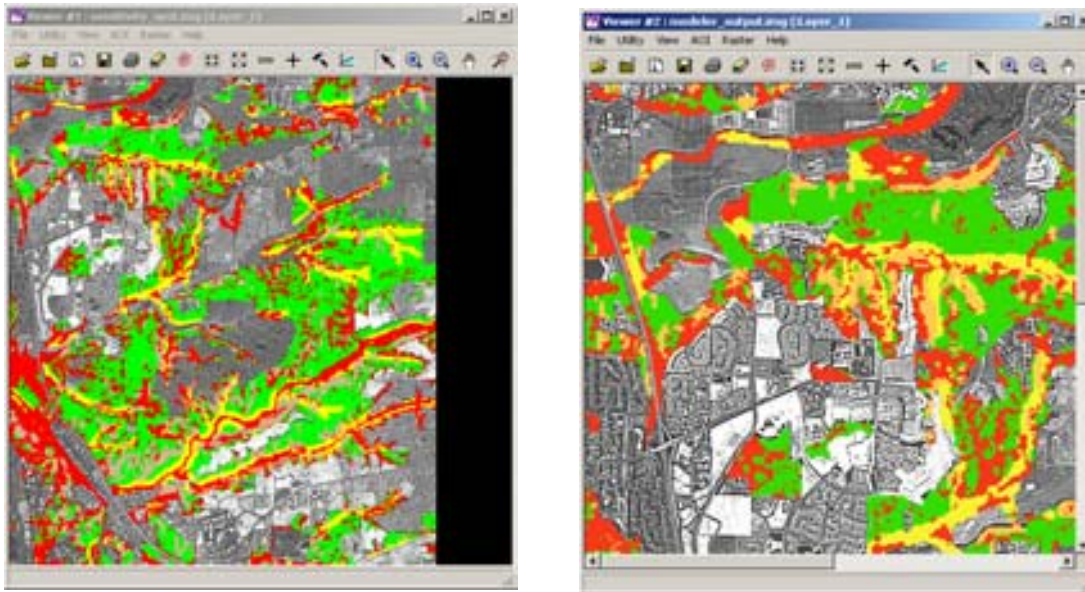 Viewer #1 : sensitivity_
File Utility View AOI Raster Help
Viewer #2 : modeler_output.img (:Layer_1)
File Utility View AOI Raster Help